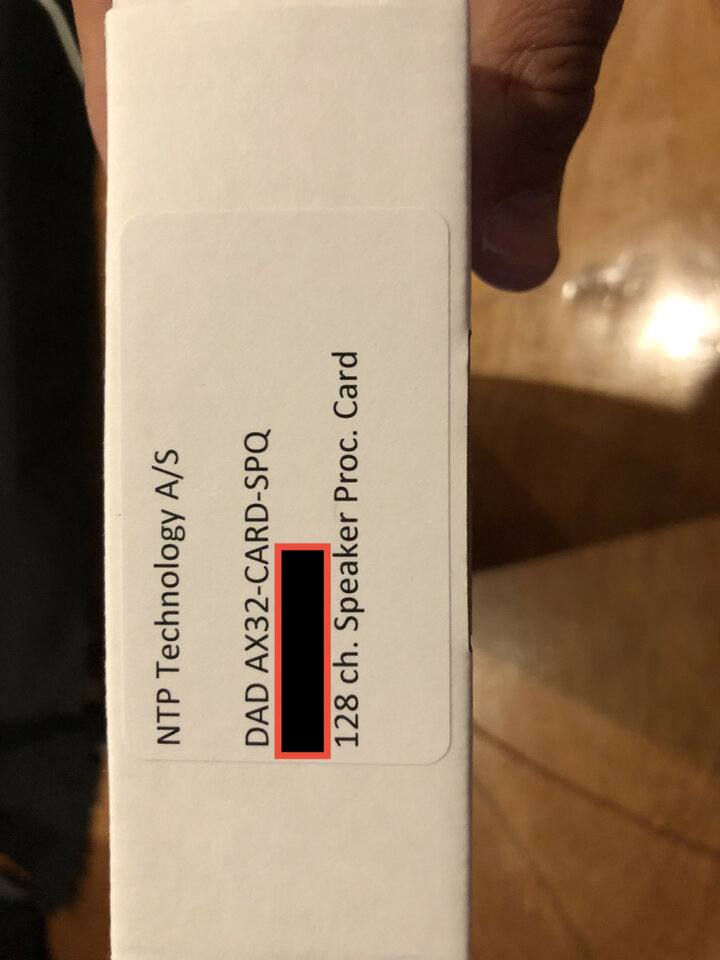 NTP Technology A/S
DAD AX32-CARD-SPQ
128 ch. Speaker Proc. Card